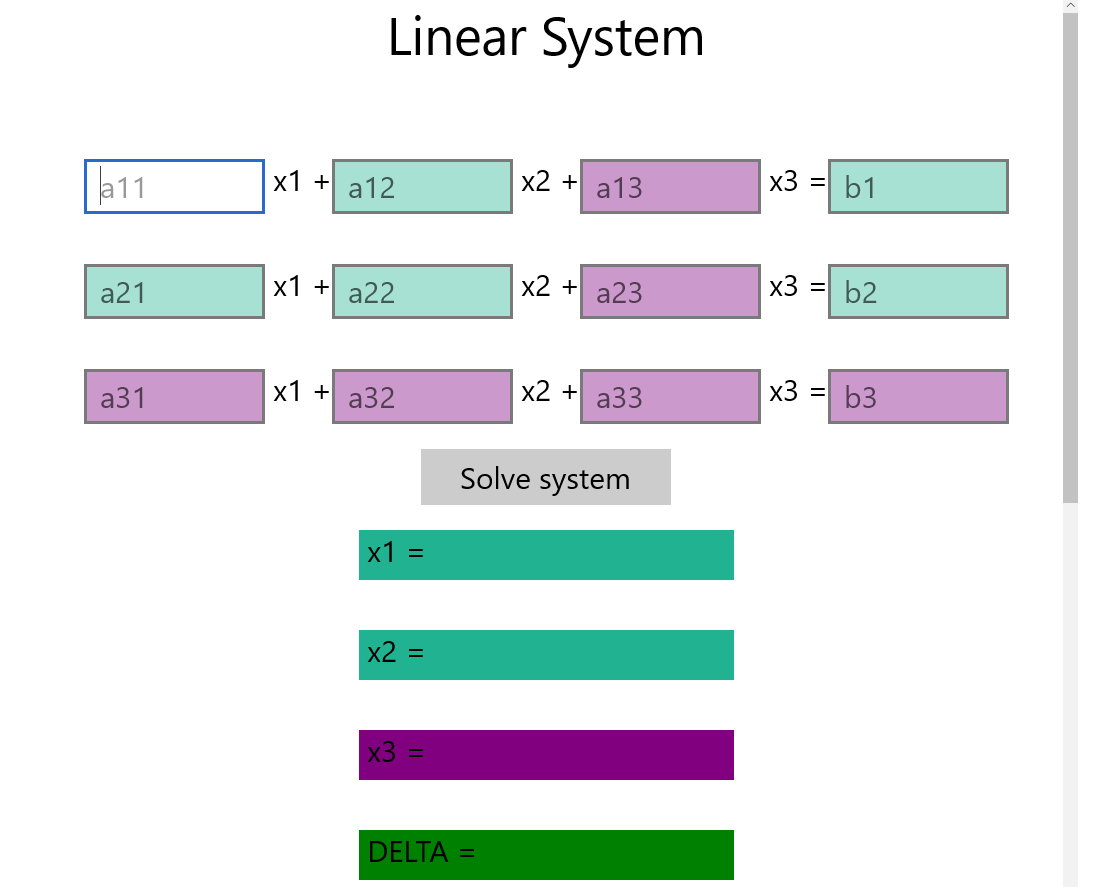 Linear System
a11 x1 + a12 x2 + a13 x3 = b1
a21 x1 + a22 x2 + a23 x3 = b2
a31 x1 + a32 x2 + a33 x3 = b3
Solve system
x1 =
x2 =
x3 =
DELTA =